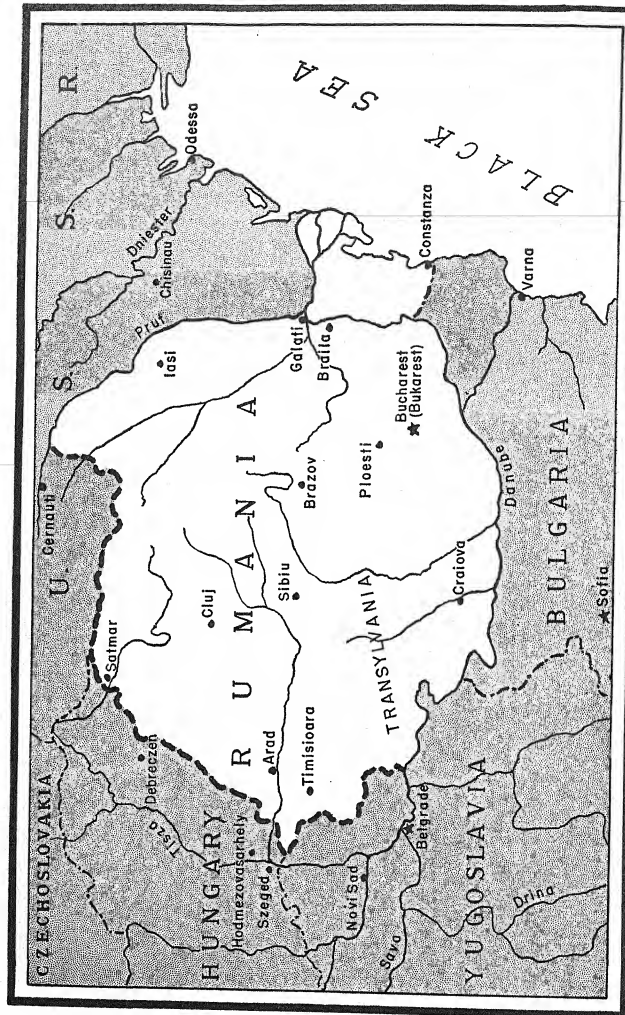 CZECHOSLOVAKIA
U. S. S. R.
Cernauti
Satmar
Debreczen
Tisza
Prut
Iasi
Chisinau
Dniester
Odessa
HUNGARY
Hodmezovasarhely
Szeged
Cluj
Arad
RUMANIA
Timisioara
Sibiu
Brazov
Galati
Braila
BLACK SEA
Novi Sad
TRANSYLVANIA
Ploesti
Bucharest
(Bukarest)
Constanza
Sava
Belgrade
Craiova
Danube
Varna
YUGOSLAVIA
Drina
BULGARIA
Sofia